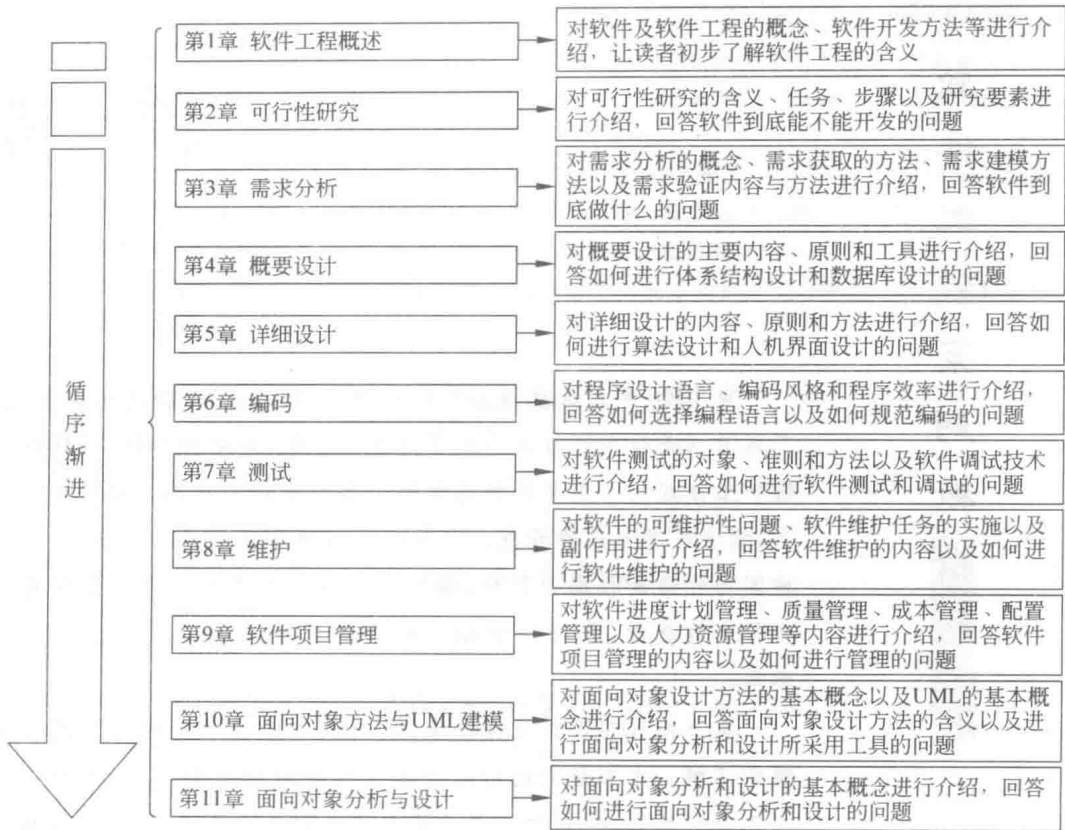 第1章 软件工程概述
对软件及软件工程的概念、软件开发方法等进行介
绍，让读者初步了解软件工程的含义
第2章 可行性研究
对可行性研究的含义、任务、步骤以及研究要素进
行介绍，回答软件到底能不能开发的问题
第3章 需求分析
对需求分析的概念、需求获取的方法、需求建模方
法以及需求验证内容与方法进行介绍，回答软件到
底做什么的问题
第4章 概要设计
对概要设计的主要内容、原则和工具进行介绍，回
答如何进行体系结构设计和数据库设计的问题
第5章 详细设计
对详细设计的内容、原则和方法进行介绍，回答如
何进行算法设计和人机界面设计的问题
循
序
渐
进
第6章 编码
对程序设计语言、编码风格和程序效率进行介绍，
回答如何选择编程语言以及如何规范编码的问题
第7章 测试
对软件测试的对象、准则和方法以及软件调试技术
进行介绍，回答如何进行软件测试和调试的问题
第8章 维护
对软件的可维护性问题、软件维护任务的实施以及
副作用进行介绍，回答软件维护的内容以及如何进
行软件维护的问题
第9章 软件项目管理
对软件进度计划管理、质量管理、成本管理、配置
管理以及人力资源管理等内容进行介绍，回答软件
项目管理的内容以及如何进行管理的问题
第10章 面向对象方法与UML建模
对面向对象设计方法的基本概念以及UML的基本概
念进行介绍，回答面向对象设计方法的含义以及进
行面向对象分析和设计所采用工具的问题
第11章 面向对象分析与设计
对面向对象分析和设计的基本概念进行介绍，回答
如何进行面向对象分析和设计的问题